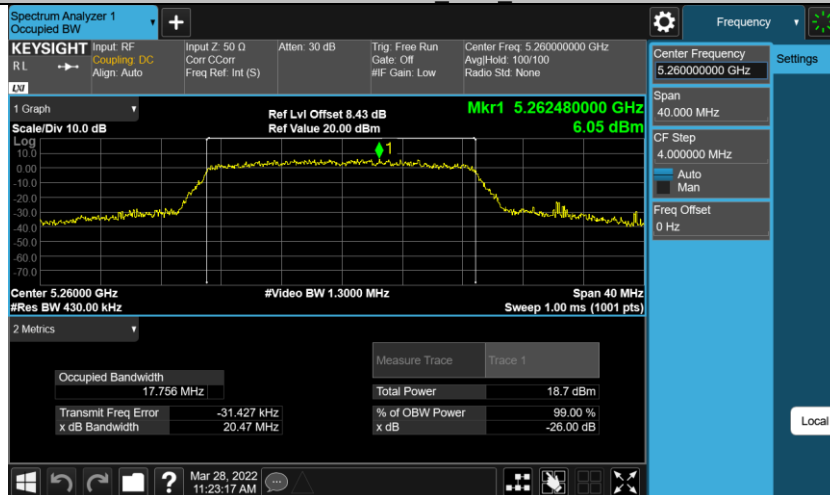 Spectrum Analyzer 1
Occupied BW
Frequency
KEYSIGHT
RL
LXI
Input: RF
Coupling: DC
Align: Auto
Input Z: 50 Ω
Corr CCorr
Freq Ref: Int (S)
Atten: 30 dB
Trig: Free Run
Gate: Off
#IF Gain: Low
Center Freq: 5.260000000 GHz
Avg|Hold: 100/100
Radio Std: None
Center Frequency
5.260000000 GHz
Settings
Span
40.000 MHz
CF Step
4.000000 MHz
Auto
Man
Freq Offset
0 Hz
Local
1 Graph
Scale/Div 10.0 dB
Ref Lvl Offset 8.43 dB
Ref Value 20.00 dBm
Mkr1 5.262480000 GHz
6.05 dBm
Log
10.0
0.00
-10.0
-20.0
-30.0
-40.0
-50.0
-60.0
-70.0
1
Center 5.26000 GHz
#Res BW 430.00 kHz
#Video BW 1.3000 MHz
Span 40 MHz
Sweep 1.00 ms (1001 pts)
2 Metrics
Measure Trace Trace 1
Occupied Bandwidth
17.756 MHz
Total Power 18.7 dBm
Transmit Freq Error -31.427 kHz
% of OBW Power 99.00 %
x dB Bandwidth 20.47 MHz
x dB -26.00 dB
?
Mar 28, 2022
11:23:17 AM